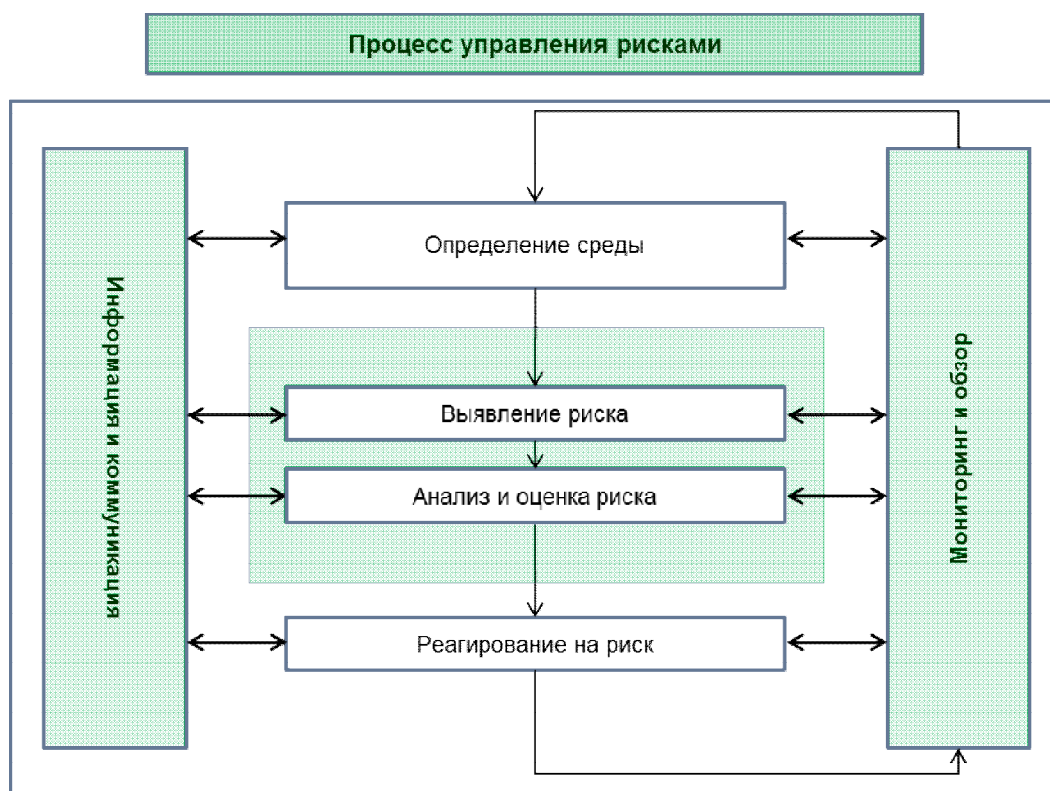 Процесс управления рисками
Информация и коммуникация
Определение среды
Выявление риска
Анализ и оценка риска
Реагирование на риск
Мониторинг и обзор